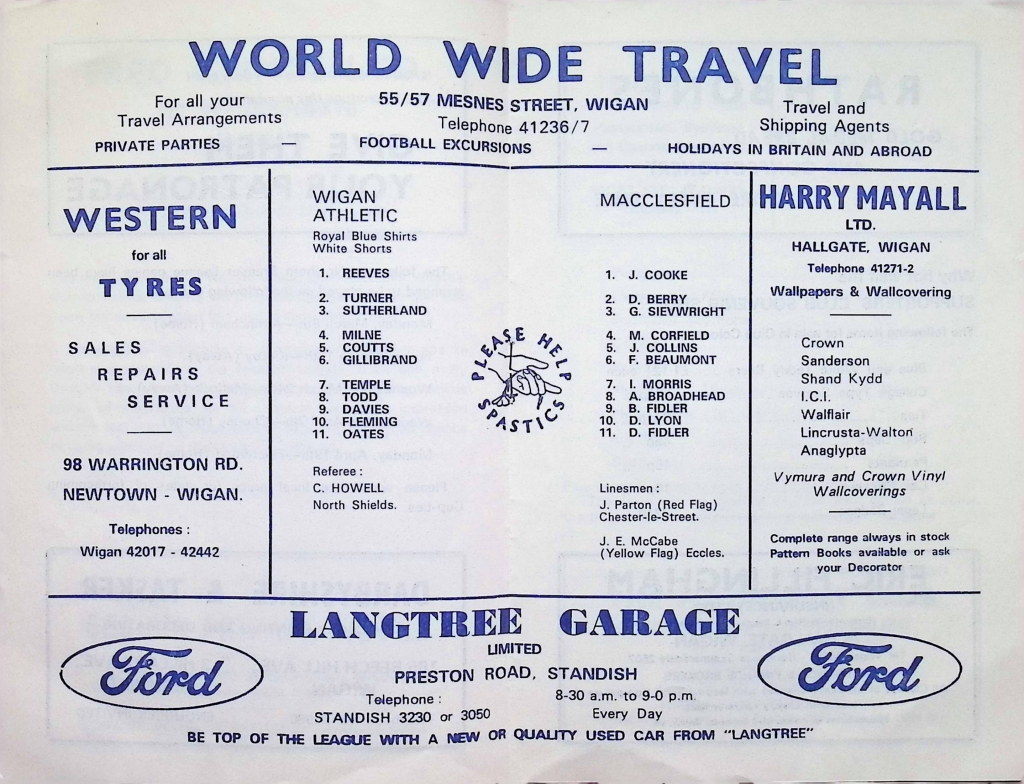 WORLD WIDE TRAVEL
For all your
Travel Arrangements
55/57 MESNES STREET, WIGAN
Telephone 41236/7
Travel and
Shipping Agents
PRIVATE PARTIES — FOOTBALL EXCURSIONS — HOLIDAYS IN BRITAIN AND ABROAD
WESTERN
for all
TYRES
SALES
REPAIRS
SERVICE
98 WARRINGTON RD.
NEWTOWN - WIGAN.
Telephones :
Wigan 42017 - 42442
WIGAN
ATHLETIC
Royal Blue Shirts
White Shorts
1. REEVES
2. TURNER
3. SUTHERLAND
4. MILNE
5. COUTTS
6. GILLIBRAND
7. TEMPLE
8. TODD
9. DAVIES
10. FLEMING
11. OATES
Referee :
C. HOWELL
North Shields.
PLEASE HELP
SPASTICS
MACCLESFIELD
1. J. COOKE
2. D. BERRY
3. G. SIEVWRIGHT
4. M. CORFIELD
5. J. COLLINS
6. F. BEAUMONT
7. I. MORRIS
8. A. BROADHEAD
9. B. FIDLER
10. D. LYON
11. D. FIDLER
Linesmen :
J. Parton (Red Flag)
Chester-le-Street.
J. E. McCabe
(Yellow Flag) Eccles.
HARRY MAYALL
LTD.
HALLGATE, WIGAN
Telephone 41271-2
Wallpapers & Wallcovering
Crown
Sanderson
Shand Kydd
I.C.I.
Walflair
Lincrusta-Walton
Anaglypta
Vymura and Crown Vinyl
Wallcoverings
Complete range always in stock
Pattern Books available or ask
your Decorator
LANGTREE GARAGE
LIMITED
Ford
PRESTON ROAD, STANDISH
Telephone :
STANDISH 3230 or 3050
8-30 a.m. to 9-0 p.m.
Every Day
Ford
BE TOP OF THE LEAGUE WITH A NEW OR QUALITY USED CAR FROM "LANGTREE"